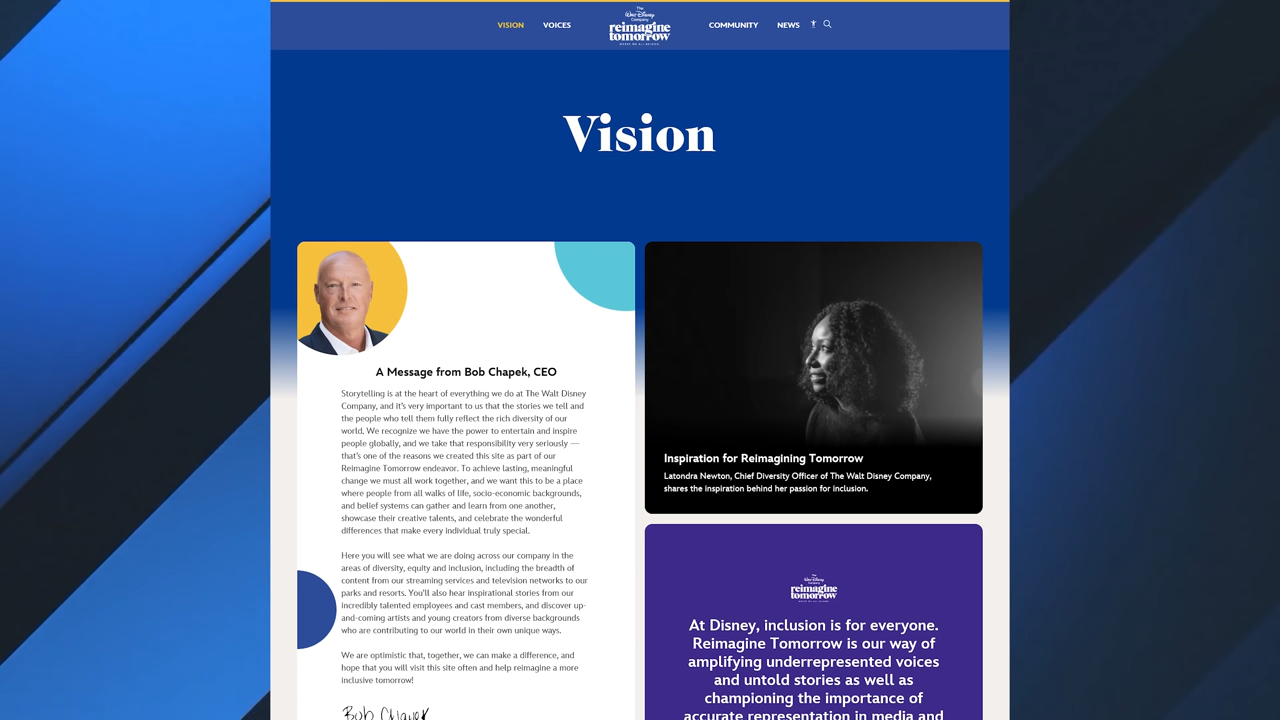 VISION
VOICES
The
Walt Disney
Company
reimagine
tomorrow
COMMUNITY
NEWS
Vision
A Message from Bob Chapek, CEO
Storytelling is at the heart of everything we do at The Walt Disney
Company, and it's very important to us that the stories we tell and
the people who tell them fully reflect the rich diversity of our
world. We recognize we have the power to entertain and inspire
people globally, and we take that responsibility very seriously —
that's one of the reasons we created this site as part of our
Reimagine Tomorrow endeavor. To achieve lasting, meaningful
change we must all work together, and we want this to be a place
where people from all walks of life, socio-economic backgrounds,
and belief systems can gather and learn from one another,
showcase their creative talents, and celebrate the wonderful
differences that make every individual truly special.
Here you will see what we are doing across our company in the
areas of diversity, equity and inclusion, including the breadth of
content from our streaming services and television networks to our
parks and resorts. You'll also hear inspirational stories from our
incredibly talented employees and cast members, and discover up-
and-coming artists and young creators from diverse backgrounds
who are contributing to our world in their own unique ways.
We are optimistic that, together, we can make a difference, and
hope that you will visit this site often and help reimagine a more
inclusive tomorrow!
Bob Chapek
Inspiration for Reimagining Tomorrow
Latondra Newton, Chief Diversity Officer of The Walt Disney Company,
shares the inspiration behind her passion for inclusion.
The
Walt Disney
Company
reimagine
tomorrow
At Disney, inclusion is for everyone.
Reimagine Tomorrow is our way of
amplifying underrepresented voices
and untold stories as well as
championing the importance of
accurate representation in media and